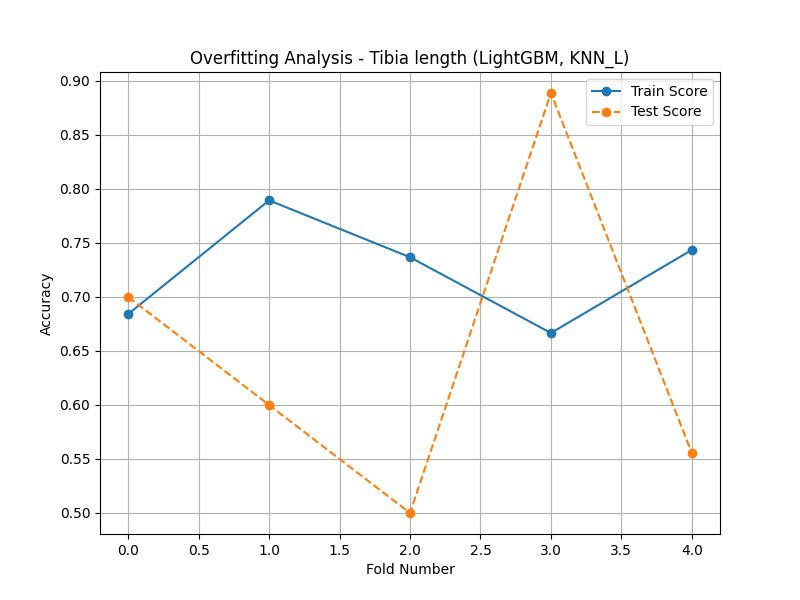 Overfitting Analysis - Tibia length (LightGBM, KNN_L)
Train Score
Test Score
0.90
0.85
0.80
0.75
0.70
0.65
0.60
0.55
0.50
Accuracy
0.0 0.5 1.0 1.5 2.0 2.5 3.0 3.5 4.0
Fold Number